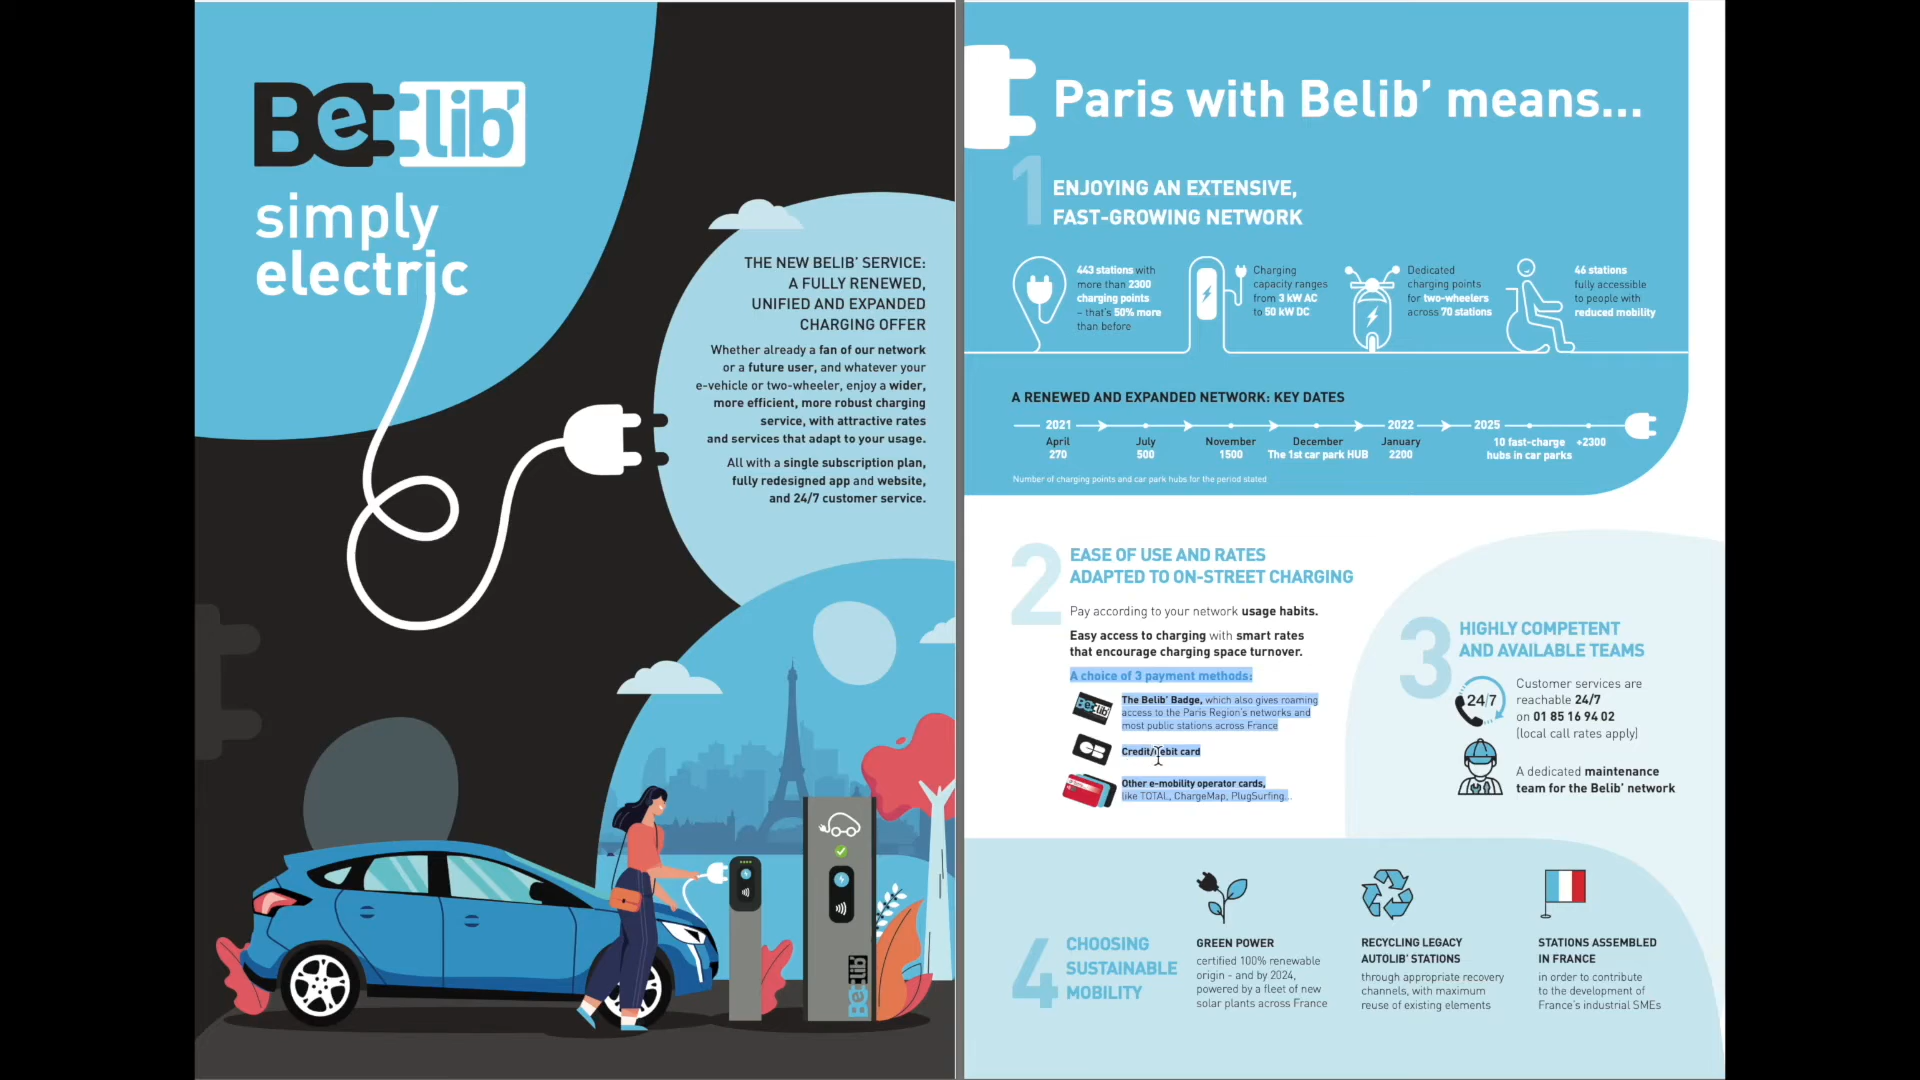 Belib'
simply
electric
THE NEW BELIB' SERVICE:
A FULLY RENEWED,
UNIFIED AND EXPANDED
CHARGING OFFER
Whether already a fan of our network
or a future user, and whatever your
e-vehicle or two-wheeler, enjoy a wider,
more efficient, more robust charging
service, with attractive rates
and services that adapt to your usage.
All with a single subscription plan,
fully redesigned app and website,
and 24/7 customer service.
Belib'
Paris with Belib' means...
1
ENJOYING AN EXTENSIVE,
FAST-GROWING NETWORK
443 stations with
more than 2300
charging points
– that's 50% more
than before
Charging
capacity ranges
from 3 kW AC
to 50 kW DC
Dedicated
charging points
for two-wheelers
across 70 stations
46 stations
fully accessible
to people with
reduced mobility
A RENEWED AND EXPANDED NETWORK: KEY DATES
2021 2022 2025
April July November December January 10 fast-charge +2300
270 500 1500 The 1st car park HUB 2200 hubs in car parks
Number of charging points and car park hubs for the period stated
2
EASE OF USE AND RATES
ADAPTED TO ON-STREET CHARGING
Pay according to your network usage habits.
Easy access to charging with smart rates
that encourage charging space turnover.
A choice of 3 payment methods:
Belib'
The Belib' Badge, which also gives roaming
access to the Paris Region's networks and
most public stations across France
CB
Credit/debit card
Other e-mobility operator cards,
like TOTAL, ChargeMap, PlugSurfing...
3
HIGHLY COMPETENT
AND AVAILABLE TEAMS
24/7
Customer services are
reachable 24/7
on 01 85 16 94 02
(local call rates apply)
A dedicated maintenance
team for the Belib' network
4
CHOOSING
SUSTAINABLE
MOBILITY
GREEN POWER
certified 100% renewable
origin - and by 2024,
powered by a fleet of new
solar plants across France
RECYCLING LEGACY
AUTOLIB' STATIONS
through appropriate recovery
channels, with maximum
reuse of existing elements
STATIONS ASSEMBLED
IN FRANCE
in order to contribute
to the development of
France's industrial SMEs